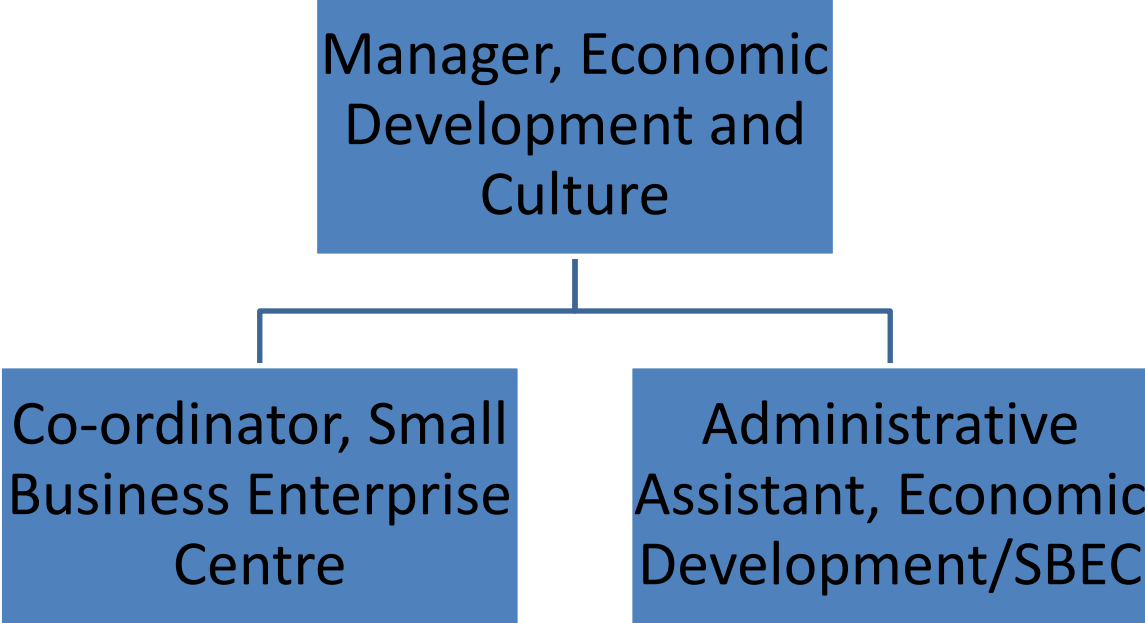 Manager, Economic
Development and
Culture
Co-ordinator, Small
Business Enterprise
Centre
Administrative
Assistant, Economic
Development/SBEC